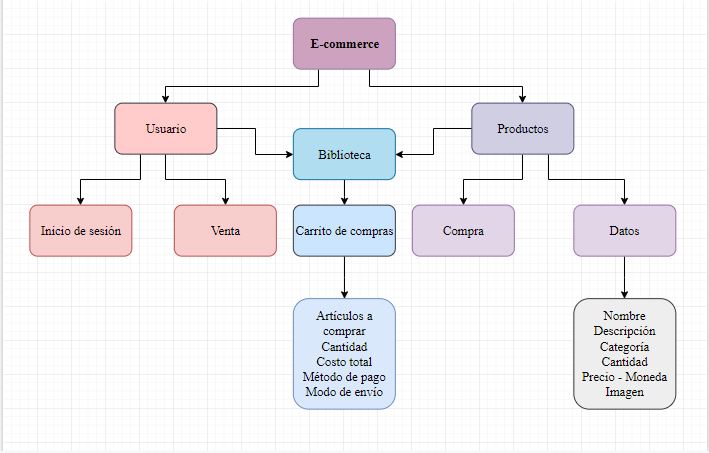 E-commerce
Usuario
Productos
Biblioteca
Inicio de sesión
Venta
Carrito de compras
Compra
Datos
Artículos a
comprar
Cantidad
Costo total
Método de pago
Modo de envío
Nombre
Descripción
Categoría
Cantidad
Precio - Moneda
Imagen